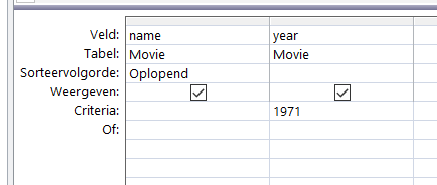 Veld: name year
Tabel: Movie Movie
Sorteervolgorde: Oplopend
Weergeven:
Criteria: 1971
Of: